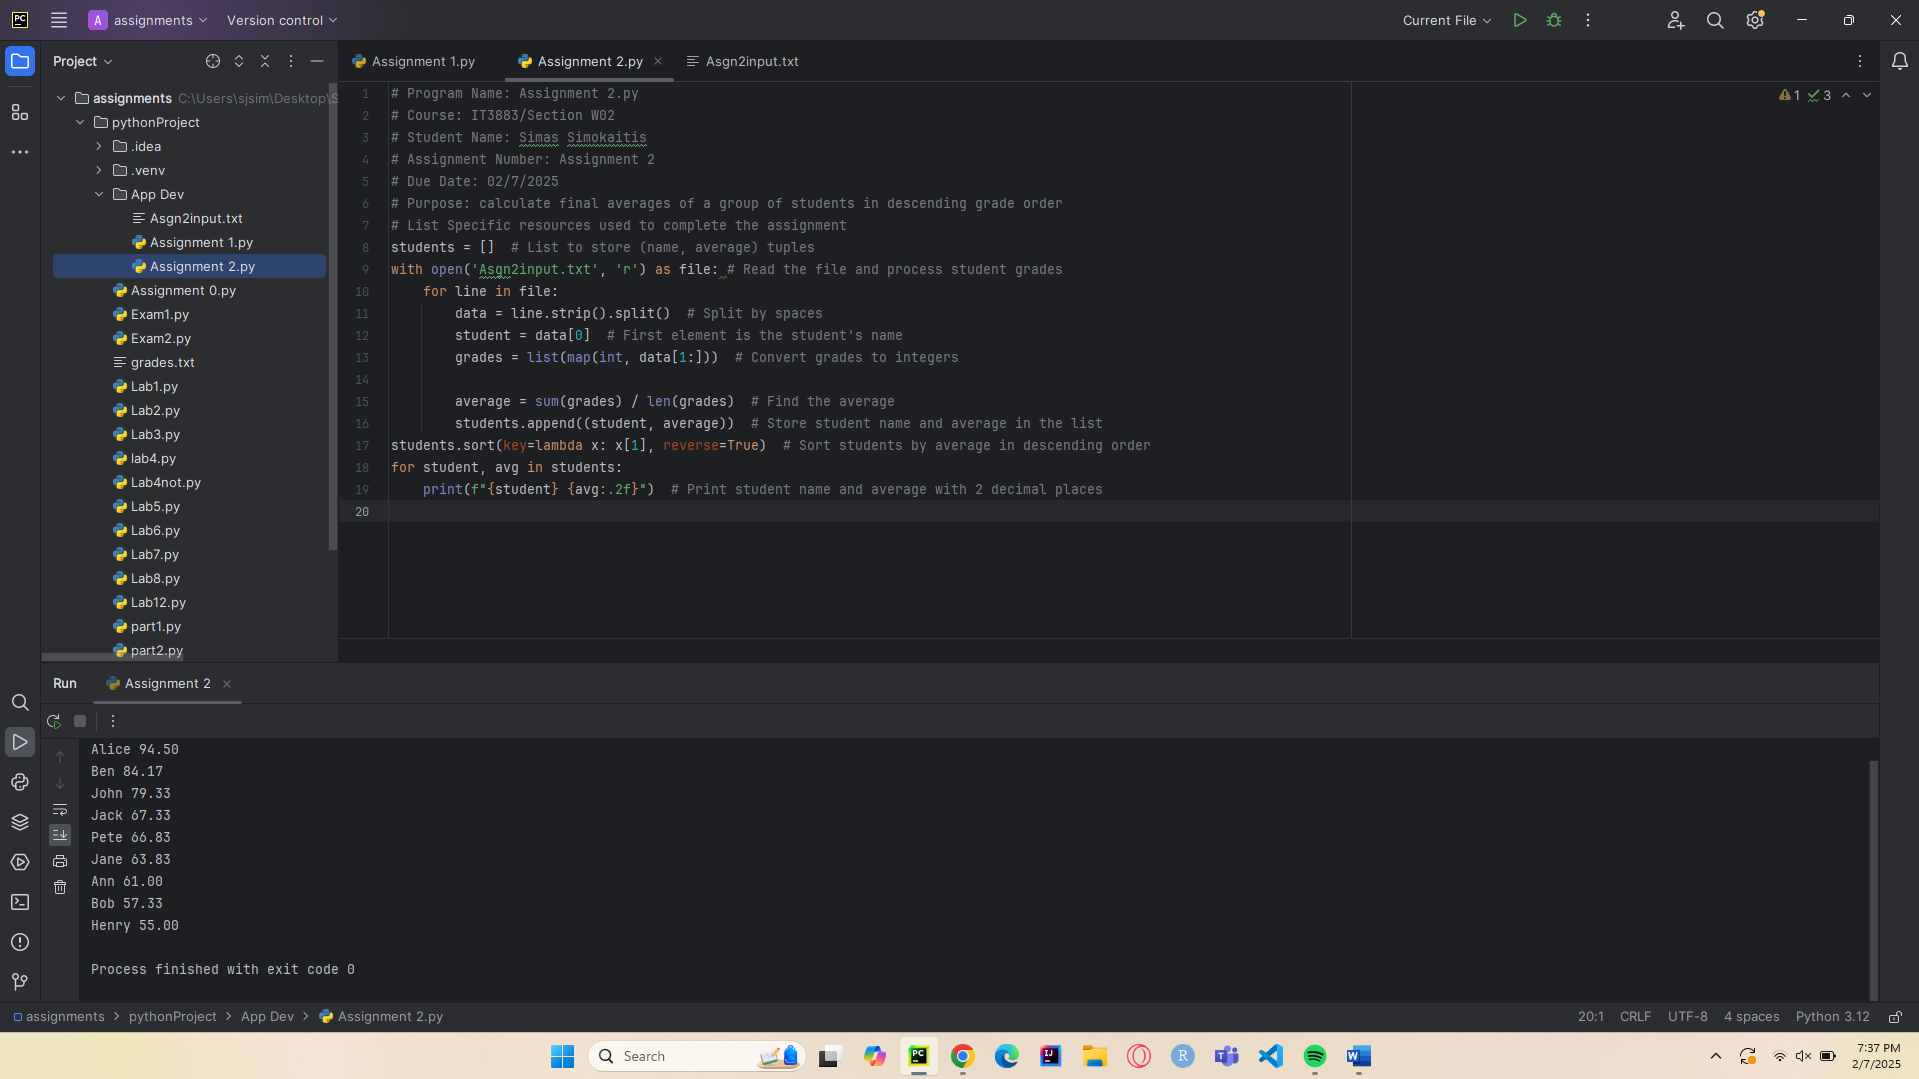 PC
A assignments
Version control
Current File
Project
Assignment 1.py
Assignment 2.py
Asgn2input.txt
assignments C:\Users\sjsim\Desktop\S
pythonProject
.idea
.venv
App Dev
Asgn2input.txt
Assignment 1.py
Assignment 2.py
Assignment 0.py
Exam1.py
Exam2.py
grades.txt
Lab1.py
Lab2.py
Lab3.py
lab4.py
Lab4not.py
Lab5.py
Lab6.py
Lab7.py
Lab8.py
Lab12.py
part1.py
part2.py
1 # Program Name: Assignment 2.py
2 # Course: IT3883/Section W02
3 # Student Name: Simas Simokaitis
4 # Assignment Number: Assignment 2
5 # Due Date: 02/7/2025
6 # Purpose: calculate final averages of a group of students in descending grade order
7 # List Specific resources used to complete the assignment
8 students = []  # List to store (name, average) tuples
9 with open('Asgn2input.txt', 'r') as file: # Read the file and process student grades
10     for line in file:
11         data = line.strip().split()  # Split by spaces
12         student = data[0]  # First element is the student's name
13         grades = list(map(int, data[1:]))  # Convert grades to integers
14
15         average = sum(grades) / len(grades)  # Find the average
16         students.append((student, average))  # Store student name and average in the list
17 students.sort(key=lambda x: x[1], reverse=True)  # Sort students by average in descending order
18 for student, avg in students:
19     print(f"{student} {avg:.2f}")  # Print student name and average with 2 decimal places
20
1 3
Run
Assignment 2
Alice 94.50
Ben 84.17
John 79.33
Jack 67.33
Pete 66.83
Jane 63.83
Ann 61.00
Bob 57.33
Henry 55.00
Process finished with exit code 0
assignments > pythonProject > App Dev > Assignment 2.py
20:1 CRLF UTF-8 4 spaces Python 3.12
Search
PC
IJ
R
7:37 PM
2/7/2025